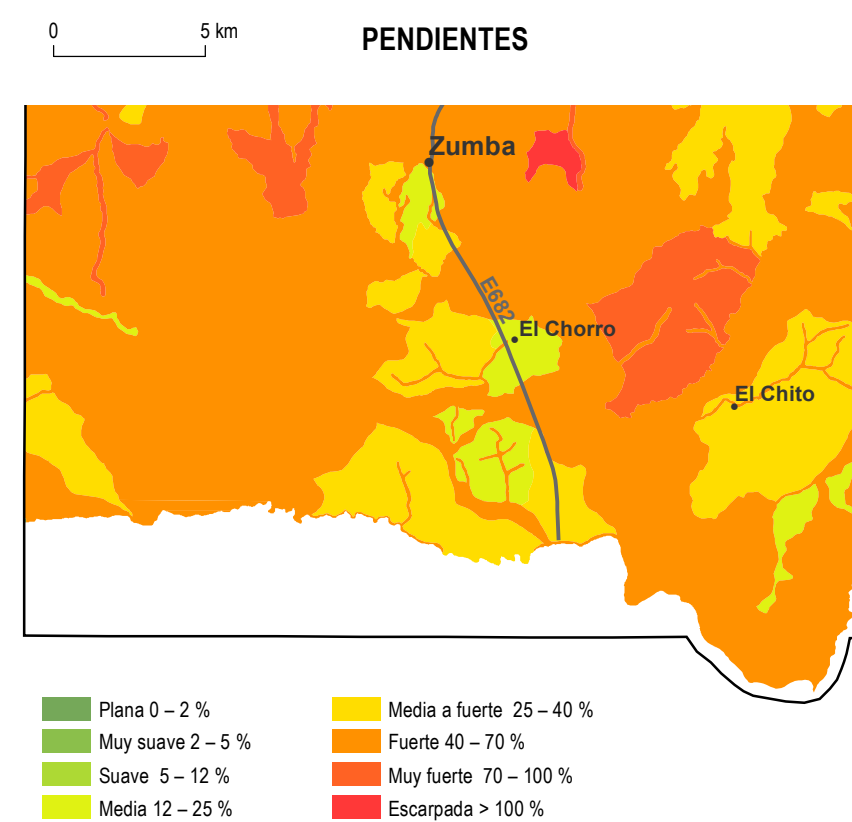 0 5 km
PENDIENTES
Zumba
E682
El Chorro
El Chito
Plana 0 – 2 %
Muy suave 2 – 5 %
Suave 5 – 12 %
Media 12 – 25 %
Media a fuerte 25 – 40 %
Fuerte 40 – 70 %
Muy fuerte 70 – 100 %
Escarpada > 100 %